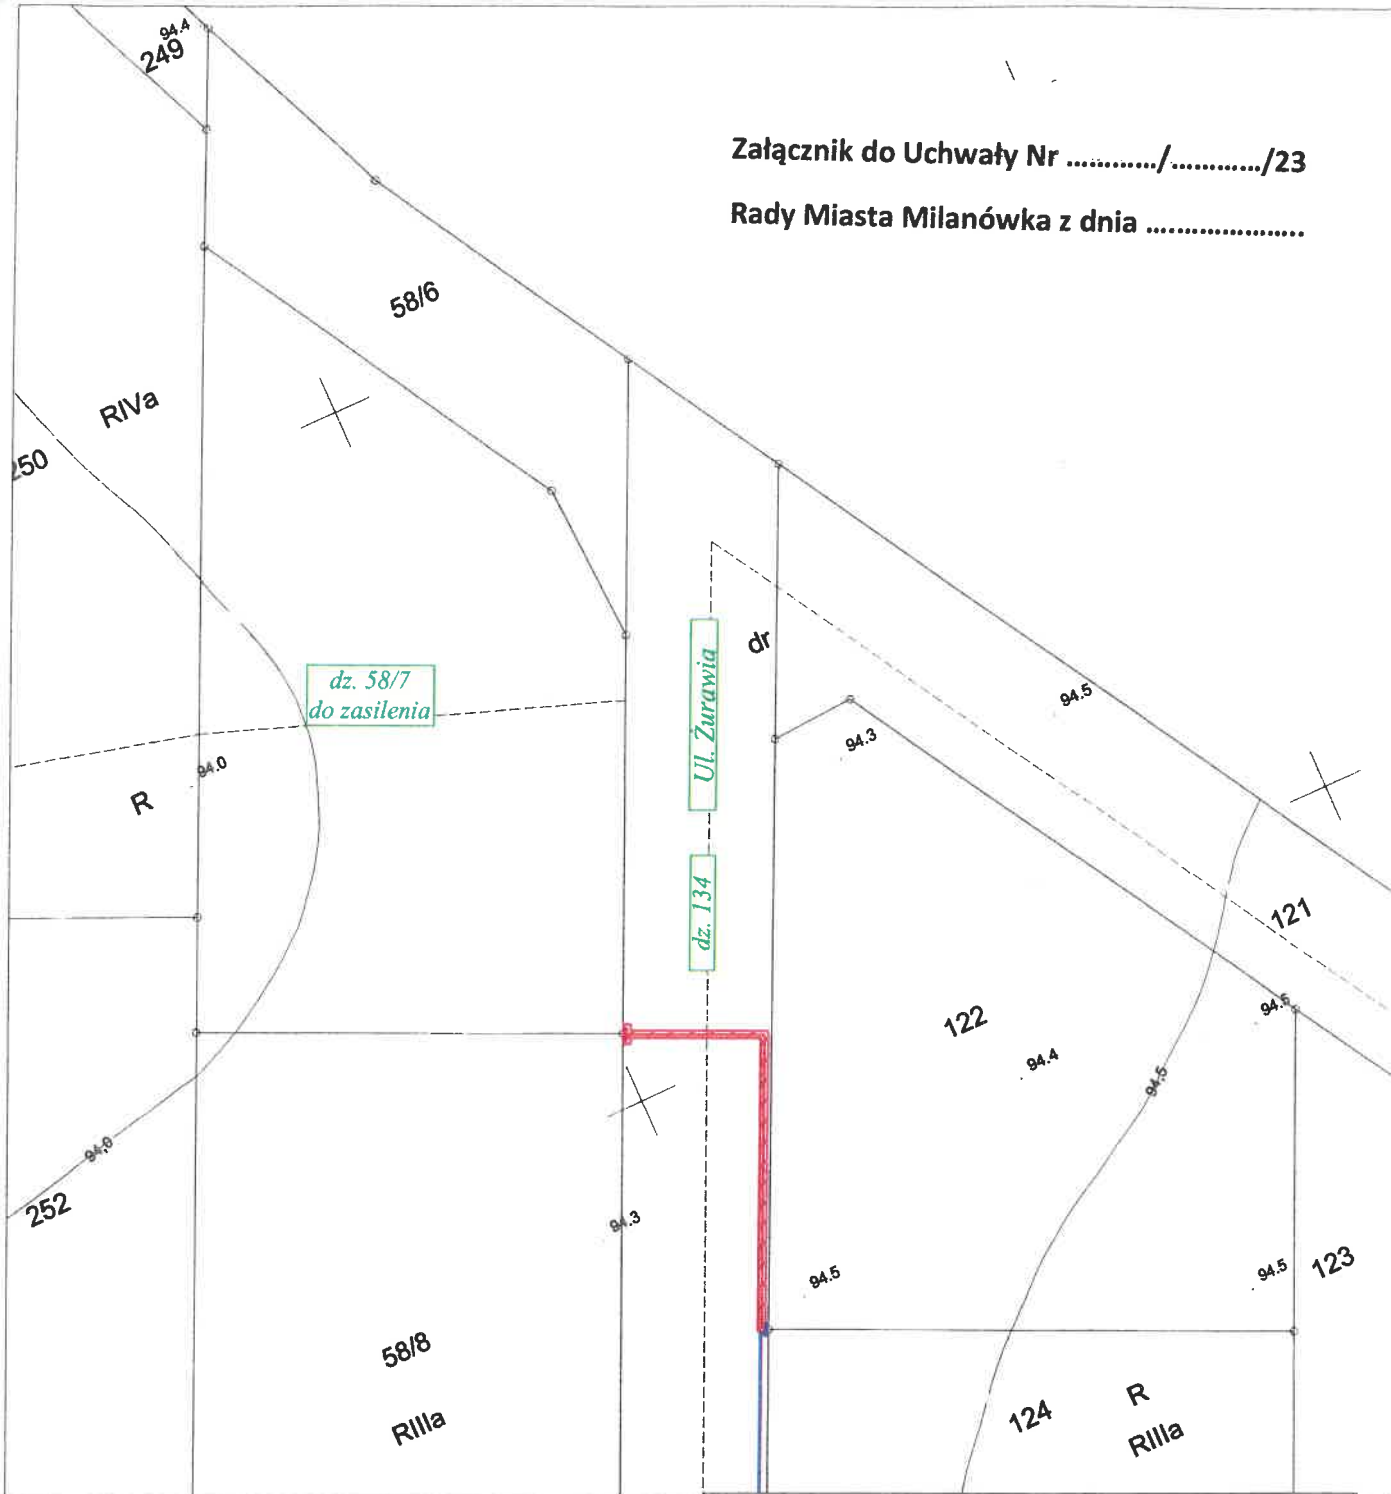 94.4
249
Załącznik do Uchwały Nr ............/............/23
Rady Miasta Milanówka z dnia .....................
58/6
RIVa
250
dz. 58/7
do zasilenia
Ul. Żurawia
dr
94.5
94.3
94.0
R
dz. 134
121
94.5
122
94.4
94.5
94,0
252
94.3
94.5
94.5
123
58/8
RIIIa
124
R
RIIIa